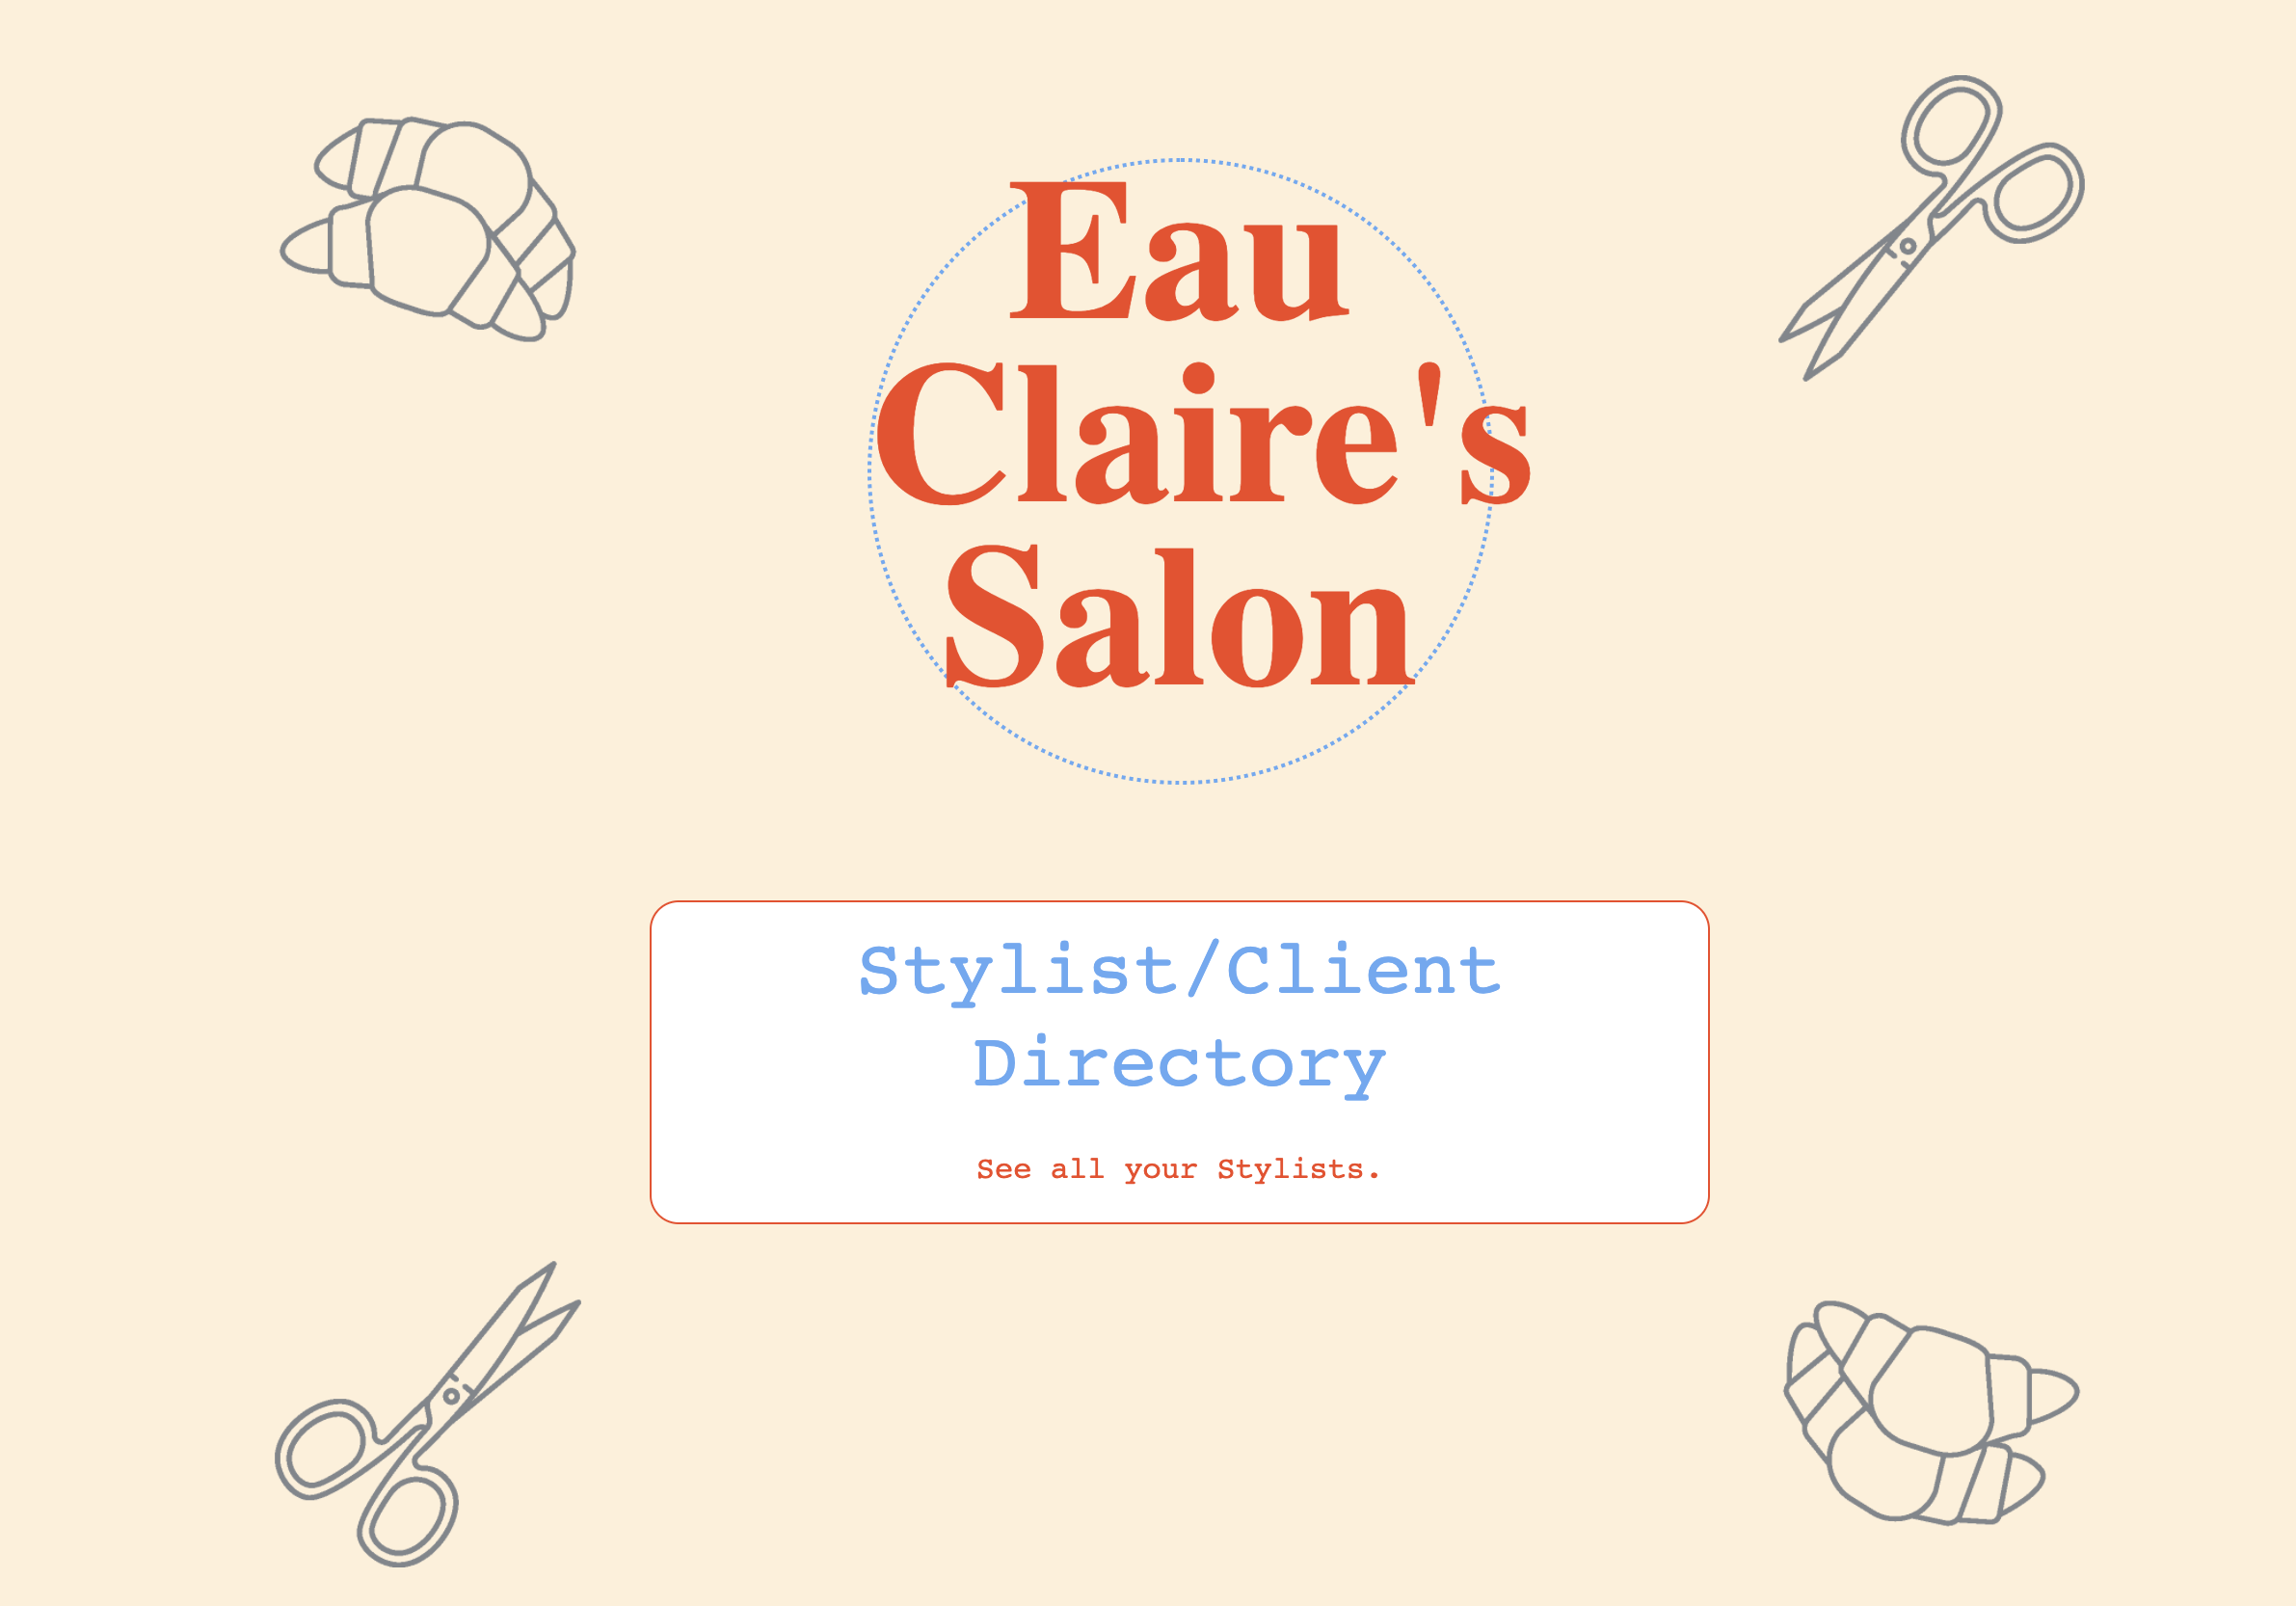 Eau
Claire's
Salon
Stylist/Client
Directory
See all your Stylists.